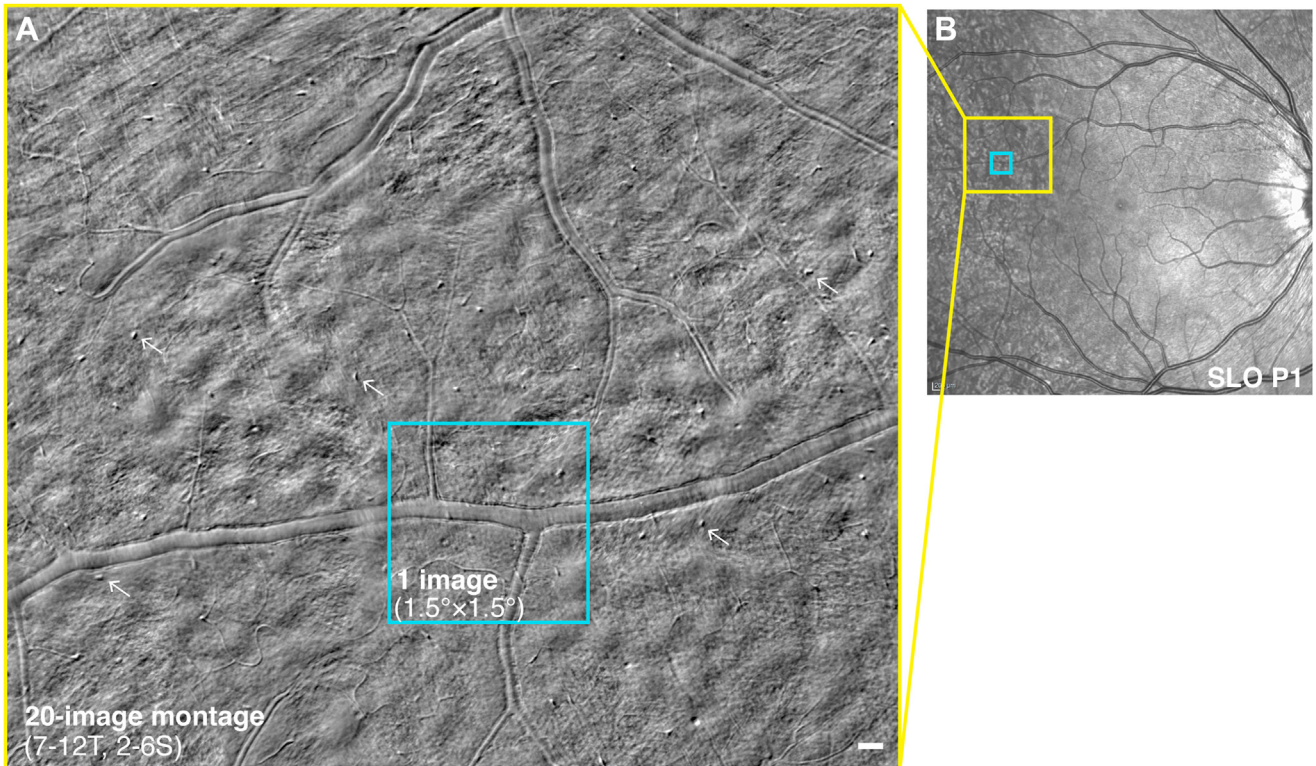 A
B
1 image
(1.5°×1.5°)
20-image montage
(7-12T, 2-6S)
SLO P1